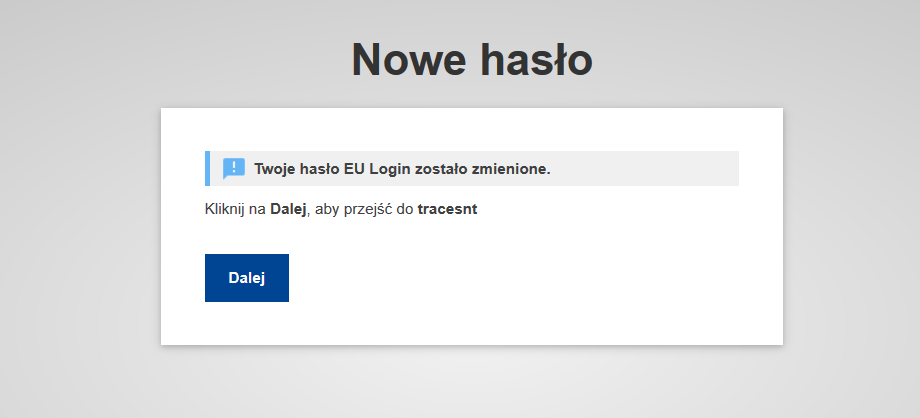 Nowe hasło
Twoje hasło EU Login zostało zmienione.
Kliknij na Dalej, aby przejść do tracesnt
Dalej